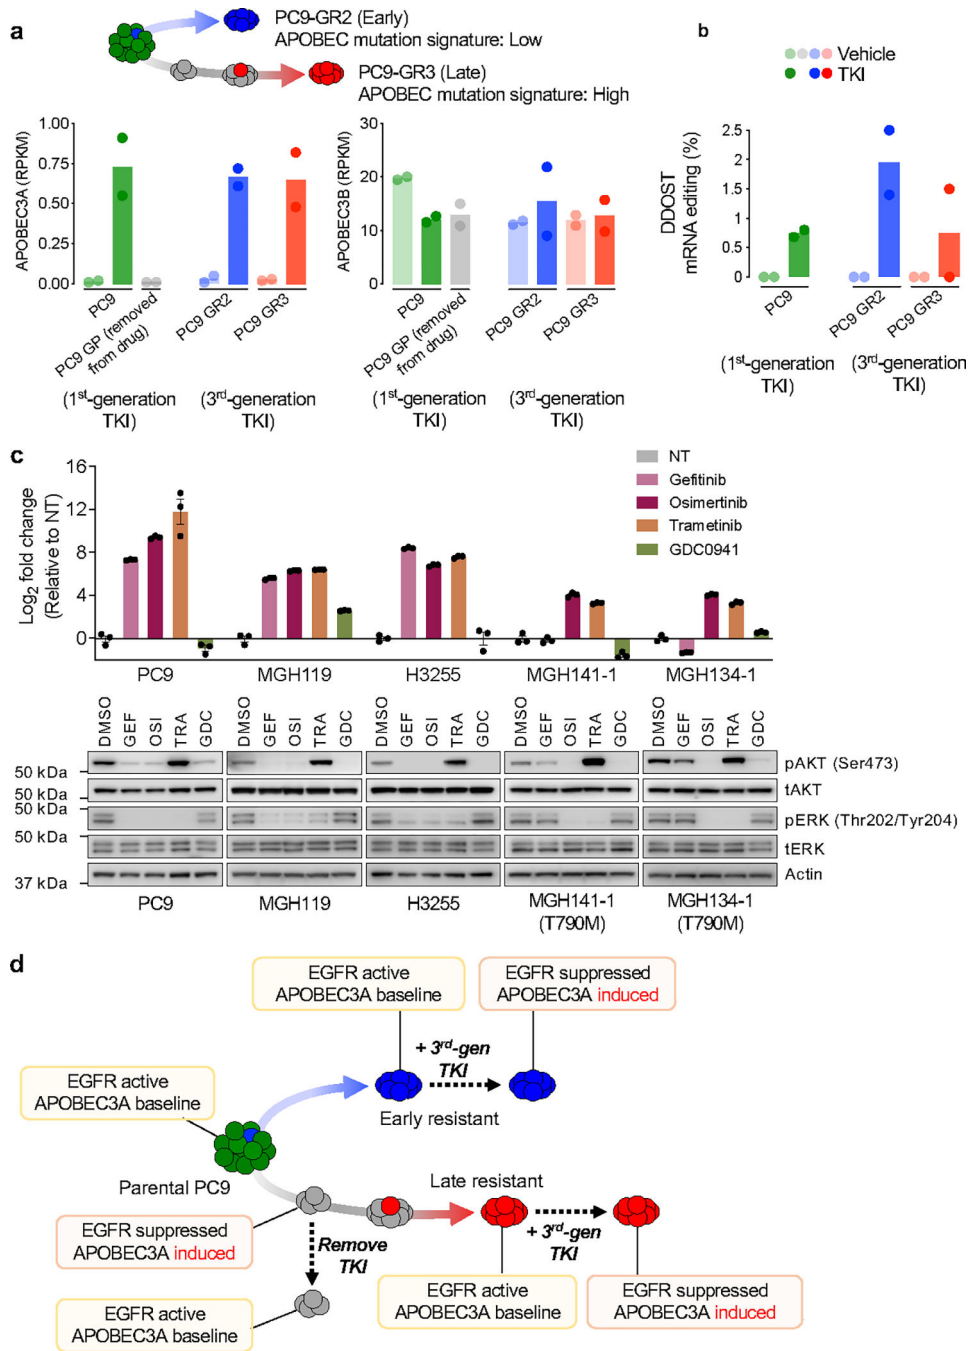 a
PC9-GR2 (Early)
APOBEC mutation signature: Low
PC9-GR3 (Late)
APOBEC mutation signature: High
APOBEC3A (RPKM)
1.00
0.75
0.50
0.25
0.00
PC9
PC9 GP (removed
from drug)
PC9 GR2
PC9 GR3
(1st-generation
TKI)
(3rd-generation
TKI)
APOBEC3B (RPKM)
30
20
10
0
PC9
PC9 GP (removed
from drug)
PC9 GR2
PC9 GR3
(1st-generation
TKI)
(3rd-generation
TKI)
b
Vehicle
TKI
DDOST
mRNA editing (%)
2.5
2
1.5
1
0.5
0
PC9
PC9 GR2
PC9 GR3
(1st-generation
TKI)
(3rd-generation
TKI)
c
Log2 fold change
(Relative to NT)
16
12
8
4
0
NT
Gefitinib
Osimertinib
Trametinib
GDC0941
PC9 MGH119 H3255 MGH141-1 MGH134-1
DMSO GEF OSI TRA GDC DMSO GEF OSI TRA GDC DMSO GEF OSI TRA GDC DMSO GEF OSI TRA GDC DMSO GEF OSI TRA GDC
50 kDa
pAKT (Ser473)
50 kDa
tAKT
50 kDa
pERK (Thr202/Tyr204)
50 kDa
tERK
37 kDa
Actin
PC9 MGH119 H3255 MGH141-1 MGH134-1
(T790M) (T790M)
d
EGFR active
APOBEC3A baseline
EGFR suppressed
APOBEC3A induced
+ 3rd-gen
TKI
Early resistant
EGFR active
APOBEC3A baseline
Parental PC9
Late resistant
EGFR suppressed
APOBEC3A induced
Remove
TKI
+ 3rd-gen
TKI
EGFR active
APOBEC3A baseline
EGFR active
APOBEC3A baseline
EGFR suppressed
APOBEC3A induced